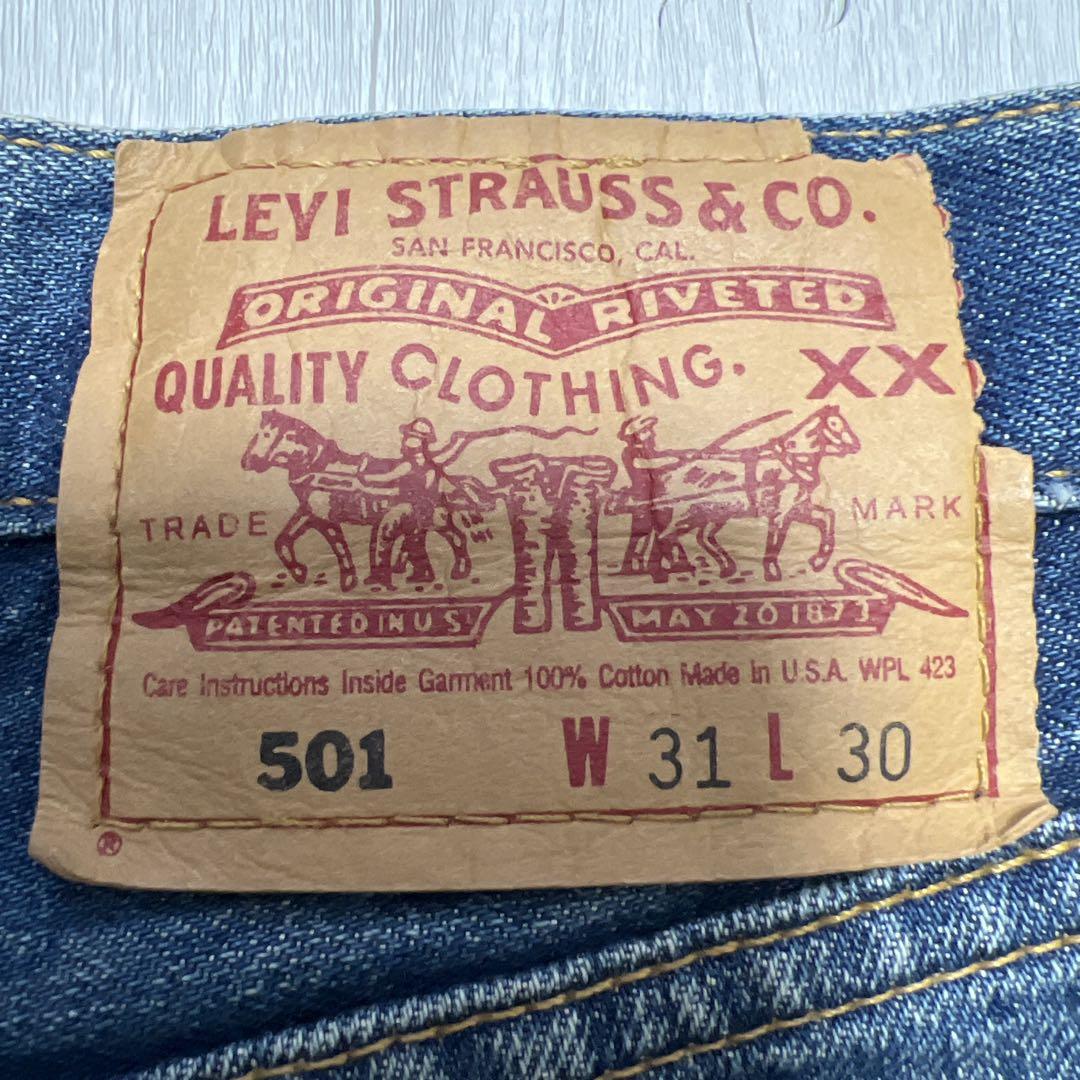 LEVI STRAUSS & CO.
SAN FRANCISCO, CAL.
ORIGINAL RIVETED
QUALITY CLOTHING. XX
TRADE MARK
PATENTED IN U S MAY 20 1873
Care Instructions Inside Garment 100% Cotton Made In U.S.A. WPL 423
501 W 31 L 30
®